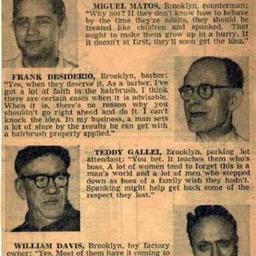 MIGUEL MATOS, Brooklyn, counterman:
"Why not? If they don't know how to behave
by the time they're adults, they should be
treated like children and spanked. That
ought to make them grow up in a hurry. If
it doesn't at first, they'll soon get the idea."
FRANK DESIDERIO, Brooklyn, barber:
"Yes, when they deserve it. As a barber, I've
got a lot of faith in the hairbrush. I think
there are certain cases when it is advisable.
When it is, there's no reason why you
shouldn't go right ahead and do it. I can't
knock the idea. In my business, a man sets
a lot of store by the results he can get with
a hairbrush properly applied."
TEDDY GALLEI, Brooklyn, parking lot
attendant: "You bet. It teaches them who's
boss. A lot of women tend to forget this is a
man's world and a lot of men who stepped
down as boss of a family wish they hadn't.
Spanking might help get back some of the
respect they lost."
WILLIAM DAVIS, Brooklyn, toy factory
owner: "Yes. Most of them have it coming to